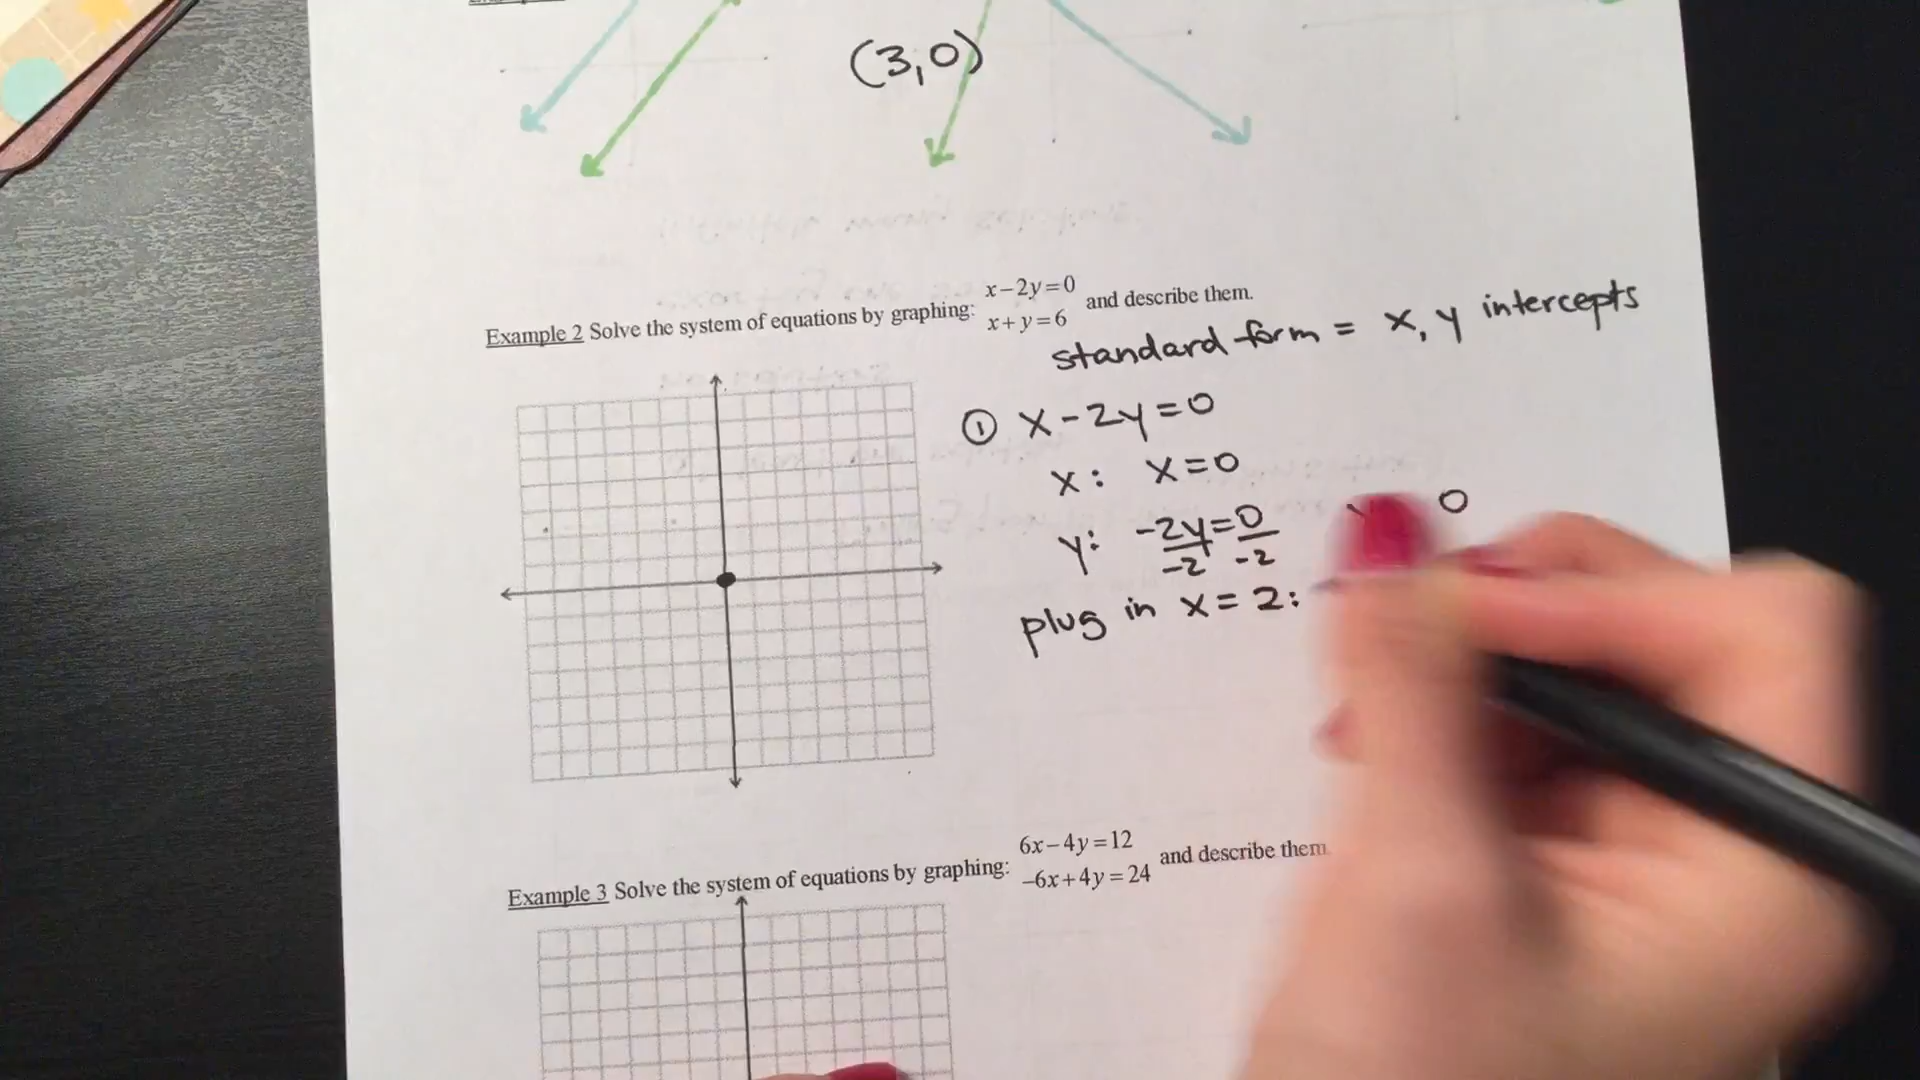 (3,0)
x-2y=0
Example 2 Solve the system of equations by graphing: and describe them.
x+y=6
standard form = x, y intercepts
① x-2y=0
x: x=0
y: -2y=0 0
-2 -2
plug in x=2:
6x-4y=12
Example 3 Solve the system of equations by graphing: and describe them
-6x+4y=24